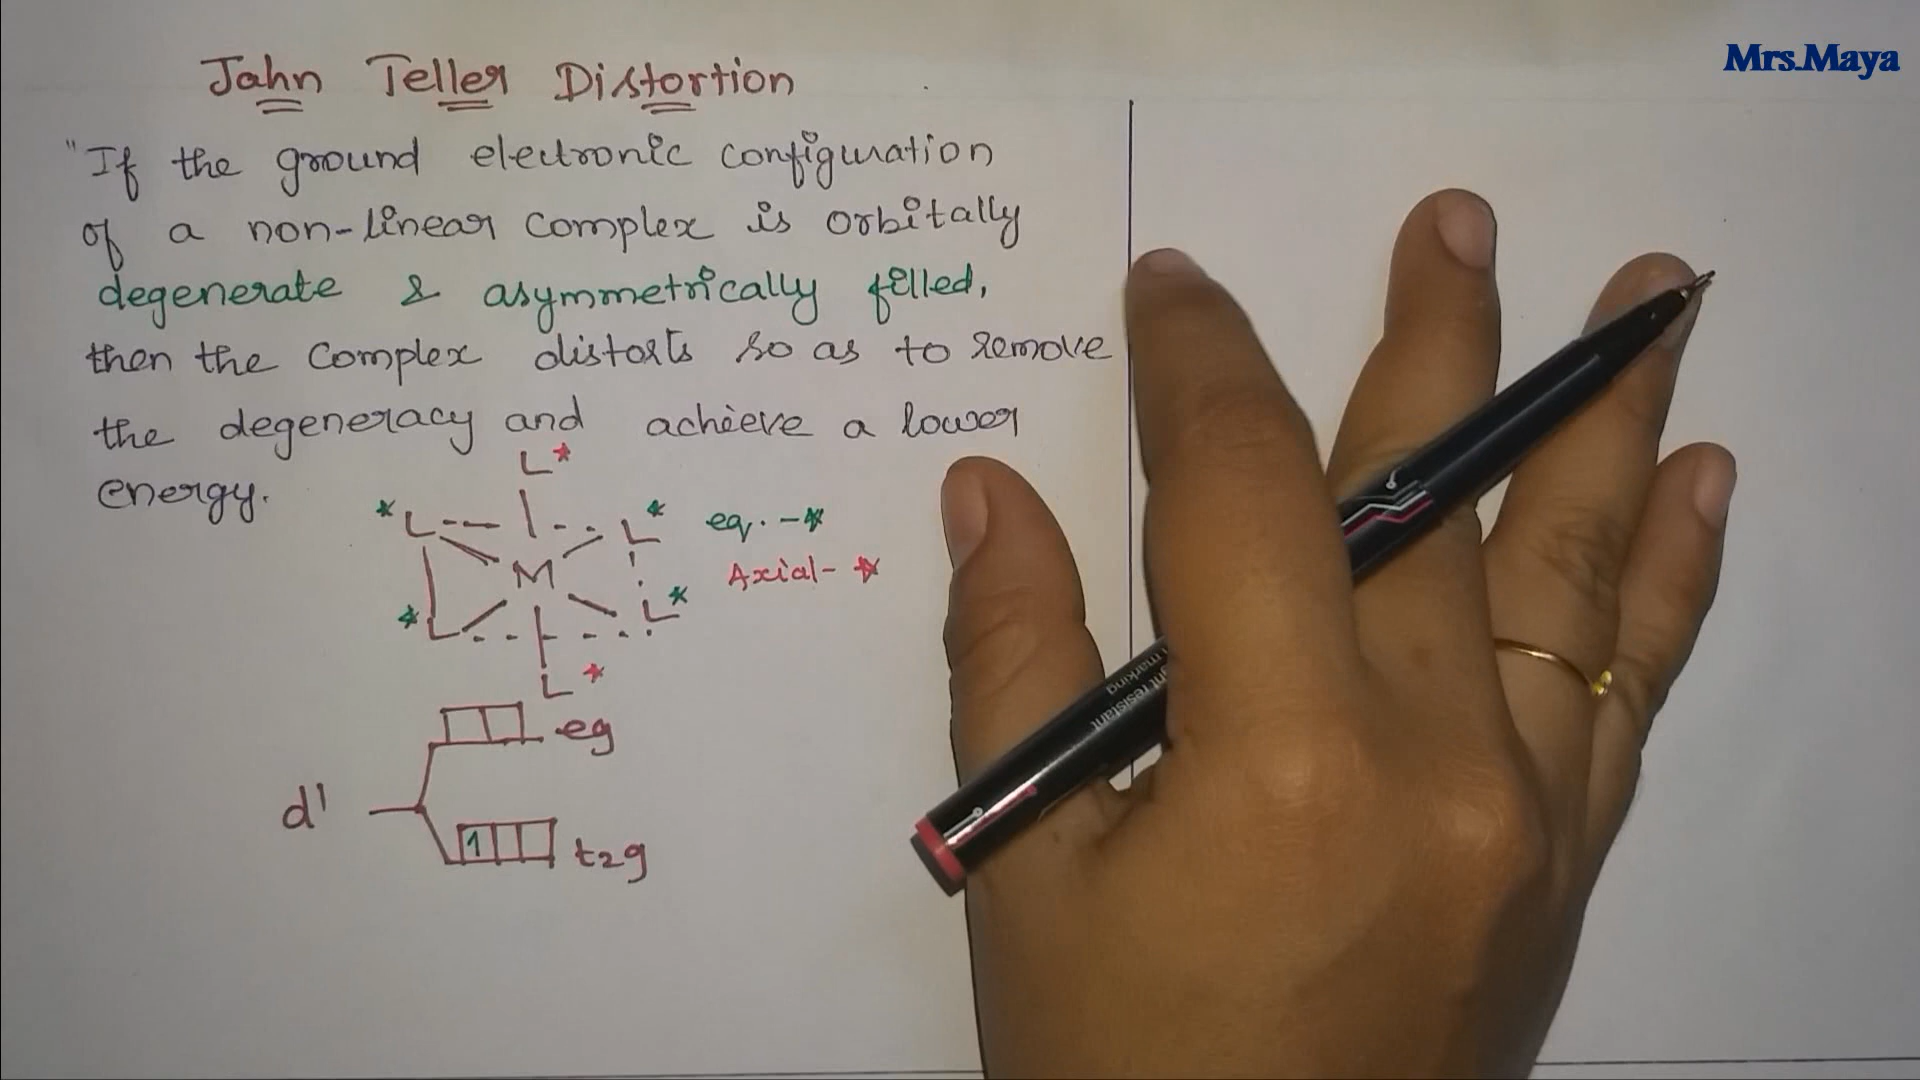 Mrs.Maya
Jahn Teller Distortion
"If the ground electronic configuration
of a non-linear complex is orbitally
degenerate & asymmetrically filled,
then the complex distorts so as to remove
the degeneracy and achieve a lower
energy.
L*
*L L*
eq. - *
M
Axial - *
*L L*
L*
eg
d1
1
t2g